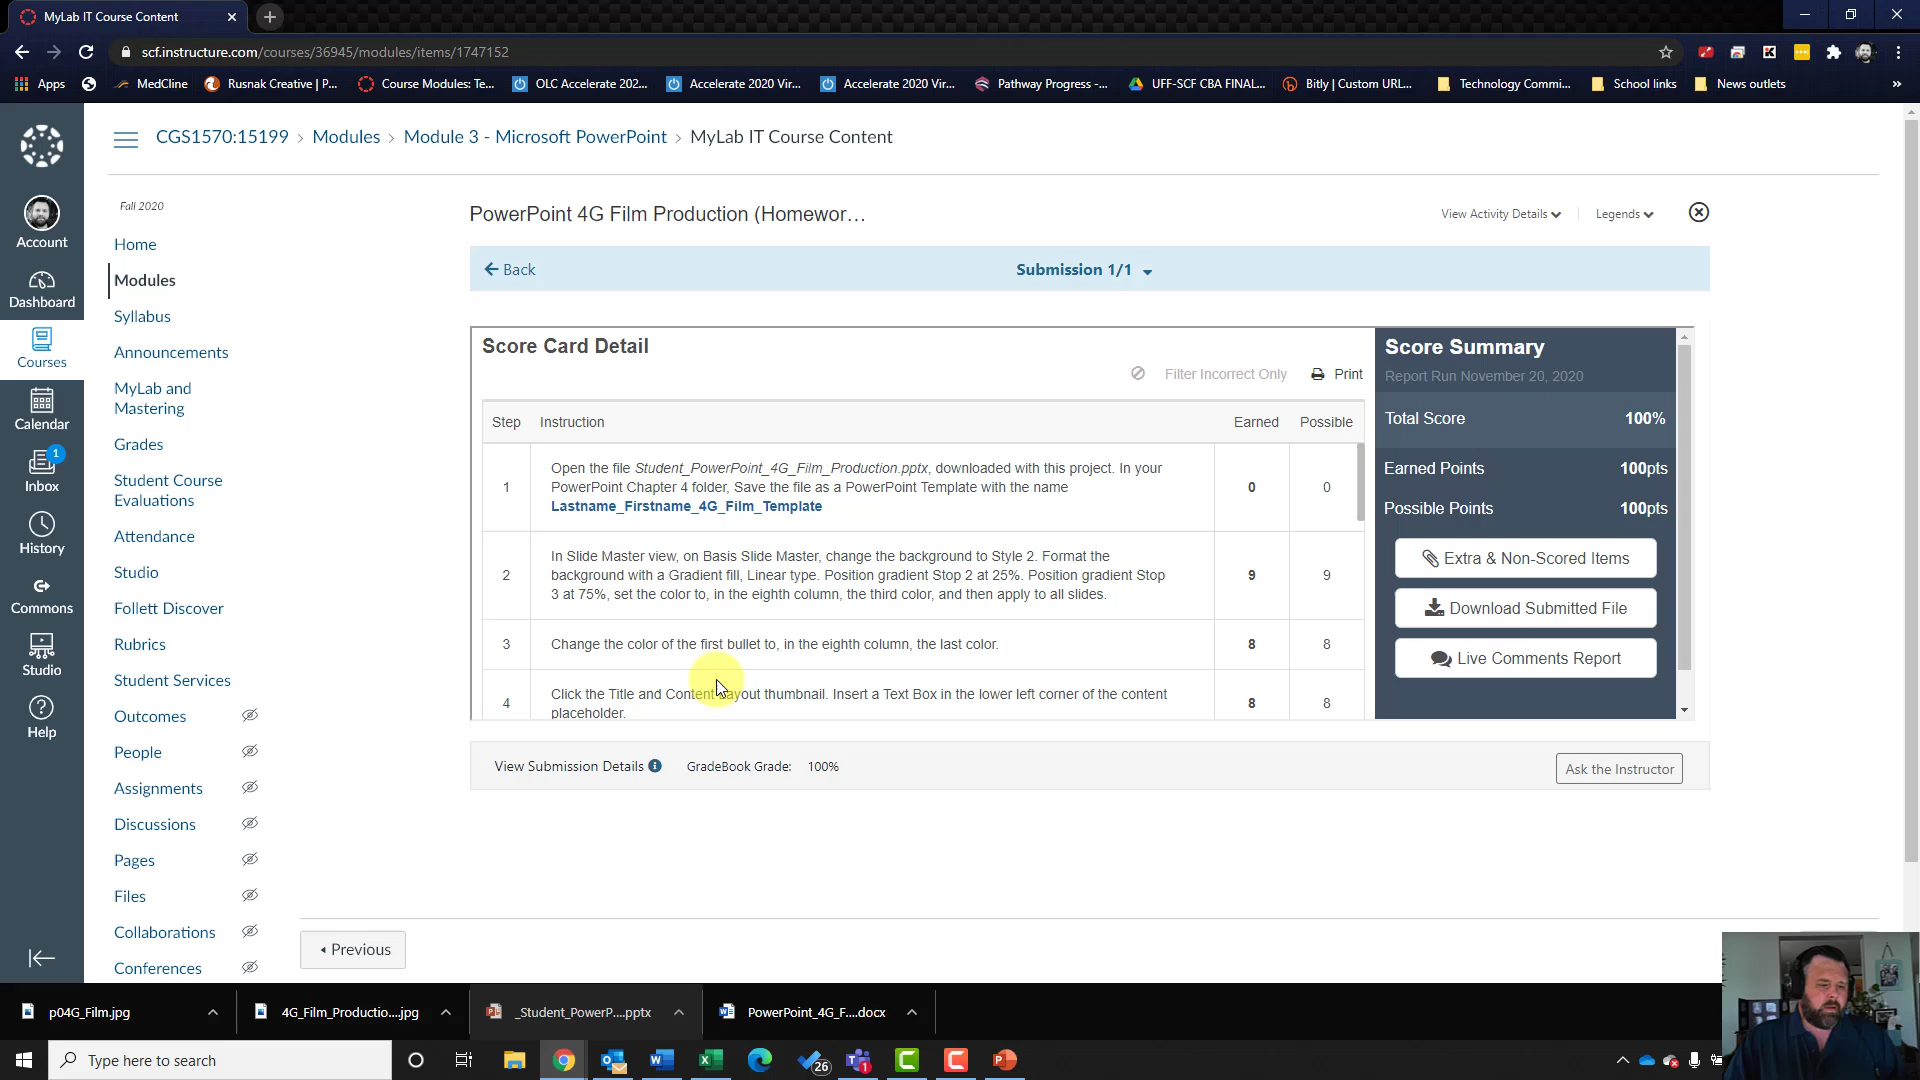 MyLab IT Course Content
scf.instructure.com/courses/36945/modules/items/1747152
Apps
MedCline
Rusnak Creative | P...
Course Modules: Te...
OLC Accelerate 202...
Accelerate 2020 Vir...
Accelerate 2020 Vir...
Pathway Progress -...
UFF-SCF CBA FINAL...
Bitly | Custom URL...
Technology Commi...
School links
News outlets
»
CGS1570:15199 › Modules › Module 3 - Microsoft PowerPoint › MyLab IT Course Content
Account
Dashboard
Courses
Calendar
1
Inbox
History
Commons
Studio
Help
Fall 2020
Home
Modules
Syllabus
Announcements
MyLab and
Mastering
Grades
Student Course
Evaluations
Attendance
Studio
Follett Discover
Rubrics
Student Services
Outcomes
People
Assignments
Discussions
Pages
Files
Collaborations
Conferences
PowerPoint 4G Film Production (Homewor...
View Activity Details
Legends
Back
Submission 1/1
Score Card Detail
Filter Incorrect Only
Print
Step Instruction Earned Possible
1 Open the file Student_PowerPoint_4G_Film_Production.pptx, downloaded with this project. In your
PowerPoint Chapter 4 folder, Save the file as a PowerPoint Template with the name
Lastname_Firstname_4G_Film_Template
0 0
2 In Slide Master view, on Basis Slide Master, change the background to Style 2. Format the
background with a Gradient fill, Linear type. Position gradient Stop 2 at 25%. Position gradient Stop
3 at 75%, set the color to, in the eighth column, the third color, and then apply to all slides.
9 9
3 Change the color of the first bullet to, in the eighth column, the last color. 8 8
4 Click the Title and Content Layout thumbnail. Insert a Text Box in the lower left corner of the content
placeholder.
8 8
Score Summary
Report Run November 20, 2020
Total Score 100%
Earned Points 100pts
Possible Points 100pts
Extra & Non-Scored Items
Download Submitted File
Live Comments Report
View Submission Details
GradeBook Grade: 100%
Ask the Instructor
Previous
p04G_Film.jpg
4G_Film_Productio....jpg
_Student_PowerP....pptx
PowerPoint_4G_F....docx
Type here to search
26
1